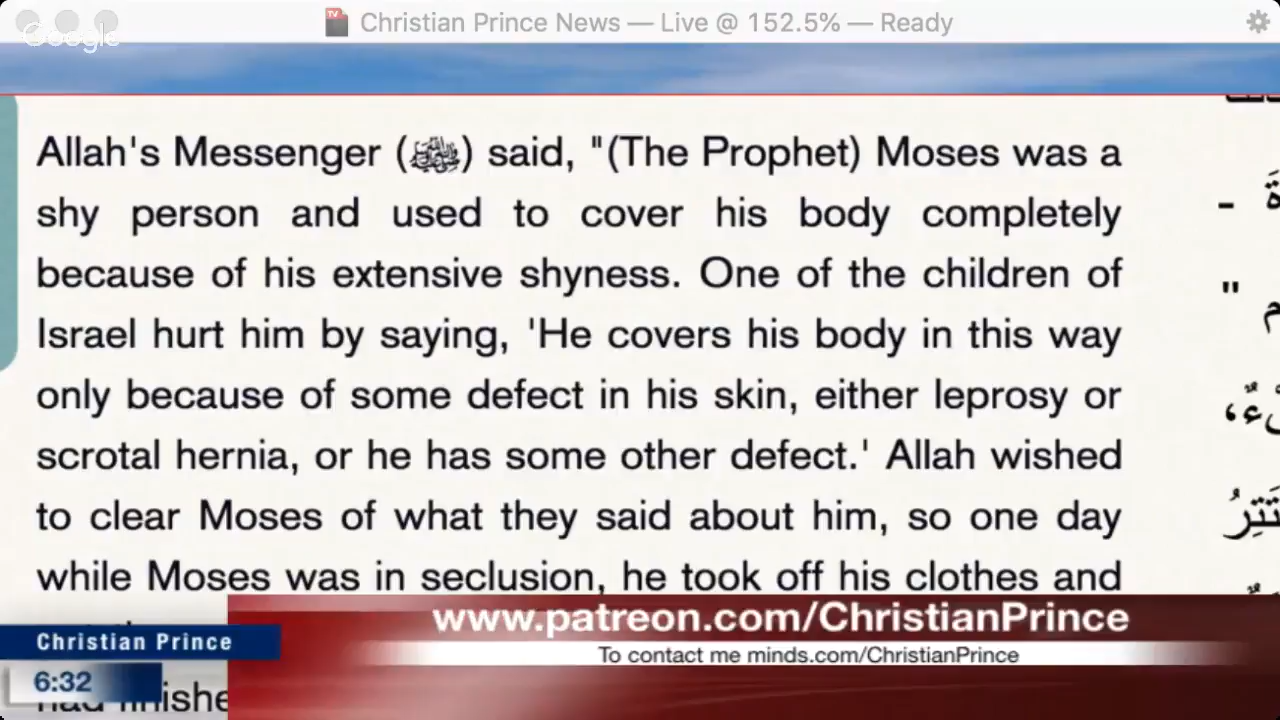 Christian Prince News — Live @ 152.5% — Ready
Google
Allah's Messenger (ﷺ) said, "(The Prophet) Moses was a
shy person and used to cover his body completely
because of his extensive shyness. One of the children of
Israel hurt him by saying, 'He covers his body in this way
only because of some defect in his skin, either leprosy or
scrotal hernia, or he has some other defect.' Allah wished
to clear Moses of what they said about him, so one day
while Moses was in seclusion, he took off his clothes and
www.patreon.com/ChristianPrince
Christian Prince
To contact me minds.com/ChristianPrince
6:32